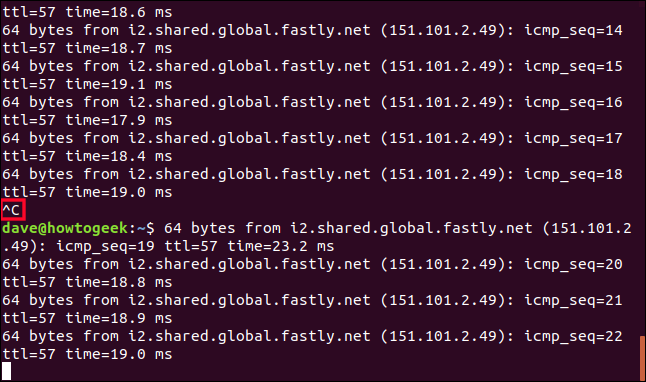 ttl=57 time=18.6 ms
64 bytes from i2.shared.global.fastly.net (151.101.2.49): icmp_seq=14
ttl=57 time=18.7 ms
64 bytes from i2.shared.global.fastly.net (151.101.2.49): icmp_seq=15
ttl=57 time=19.1 ms
64 bytes from i2.shared.global.fastly.net (151.101.2.49): icmp_seq=16
ttl=57 time=17.9 ms
64 bytes from i2.shared.global.fastly.net (151.101.2.49): icmp_seq=17
ttl=57 time=18.4 ms
64 bytes from i2.shared.global.fastly.net (151.101.2.49): icmp_seq=18
ttl=57 time=19.0 ms
^C
dave@howtogeek:~$ 64 bytes from i2.shared.global.fastly.net (151.101.2
.49): icmp_seq=19 ttl=57 time=23.2 ms
64 bytes from i2.shared.global.fastly.net (151.101.2.49): icmp_seq=20
ttl=57 time=18.8 ms
64 bytes from i2.shared.global.fastly.net (151.101.2.49): icmp_seq=21
ttl=57 time=18.9 ms
64 bytes from i2.shared.global.fastly.net (151.101.2.49): icmp_seq=22
ttl=57 time=19.0 ms